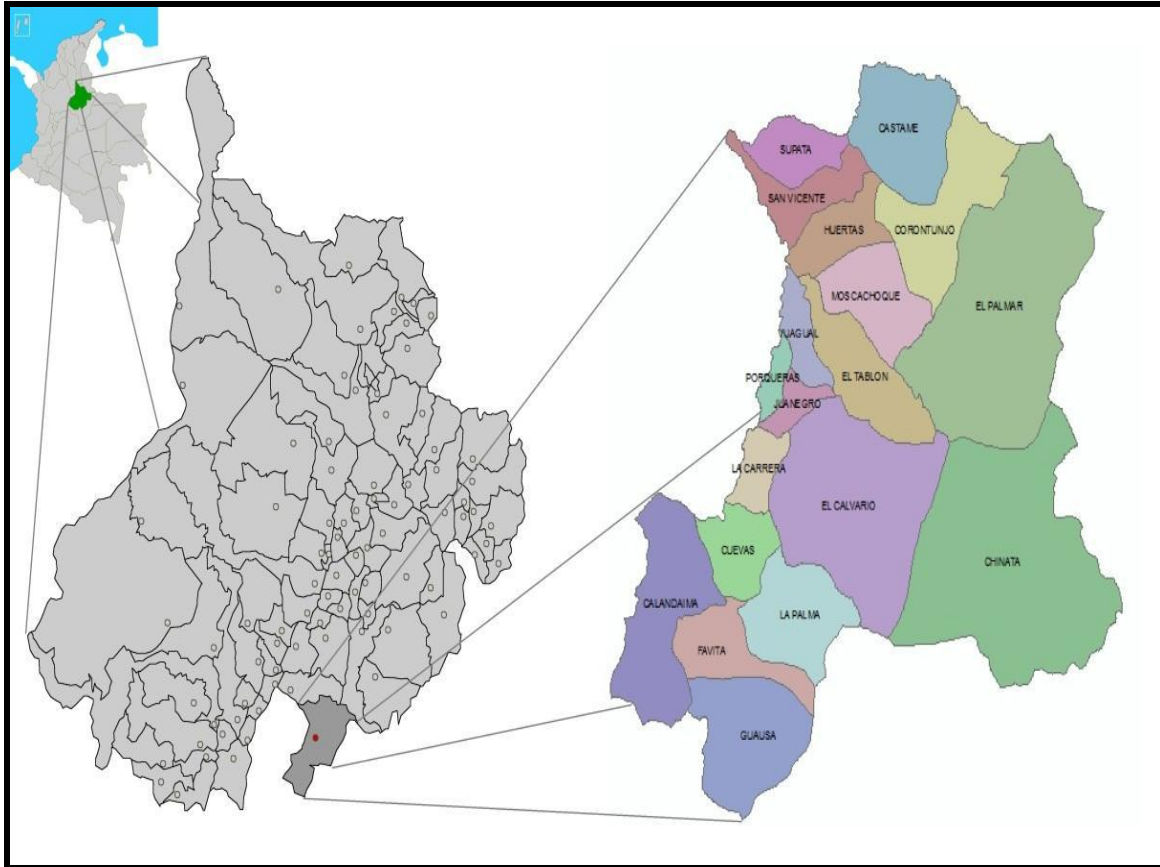 CASTAME
SUPATA
SAN VICENTE
HUERTAS
CORONTUNJO
MOSCACHOQUE
EL PALMAR
EL TABLON
PORQUERAS
JUANEGRO
LA CARRERA
EL CALVARIO
CUEVAS
CHINATA
CALANDAIMA
LA PALMA
FAVITA
GUAUSA